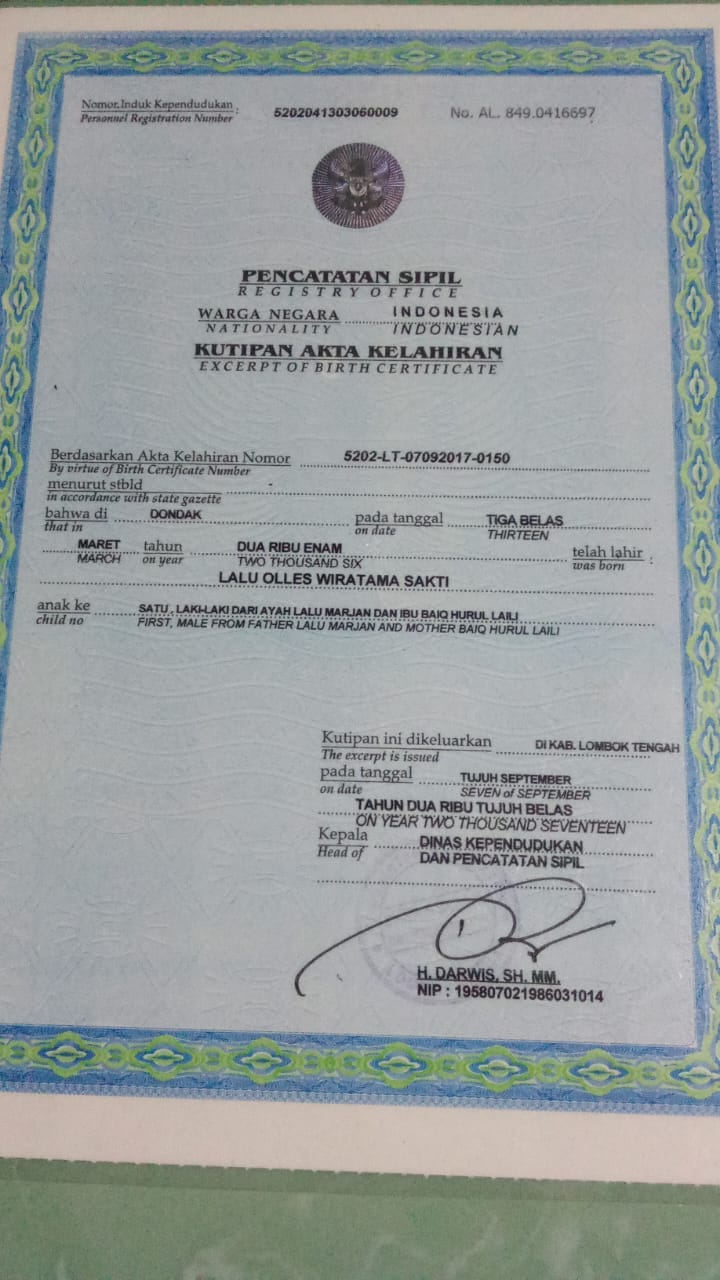 Nomor Induk Kependudukan : 5202041303060009 No. AL. 849.0416697
Personnel Registration Number
PENCATATAN SIPIL
REGISTRY OFFICE
WARGA NEGARA INDONESIA
NATIONALITY INDONESIAN
KUTIPAN AKTA KELAHIRAN
EXCERPT OF BIRTH CERTIFICATE
Berdasarkan Akta Kelahiran Nomor 5202-LT-07092017-0150
By virtue of Birth Certificate Number
menurut stbld -
in accordance with state gazette
bahwa di DONDAK pada tanggal TIGA BELAS
that in on date THIRTEEN
MARET tahun DUA RIBU ENAM telah lahir :
MARCH on year TWO THOUSAND SIX was born
LALU OLLES WIRATAMA SAKTI
anak ke SATU , LAKI-LAKI DARI AYAH LALU MARJAN DAN IBU BAIQ HURUL LAILI
child no FIRST, MALE FROM FATHER LALU MARJAN AND MOTHER BAIQ HURUL LAILI
Kutipan ini dikeluarkan DI KAB. LOMBOK TENGAH
The excerpt is issued
pada tanggal TUJUH SEPTEMBER
on date SEVEN of SEPTEMBER
TAHUN DUA RIBU TUJUH BELAS
ON YEAR TWO THOUSAND SEVENTEEN
Kepala DINAS KEPENDUDUKAN
Head of DAN PENCATATAN SIPIL
H. DARWIS, SH. MM.
NIP : 195807021986031014